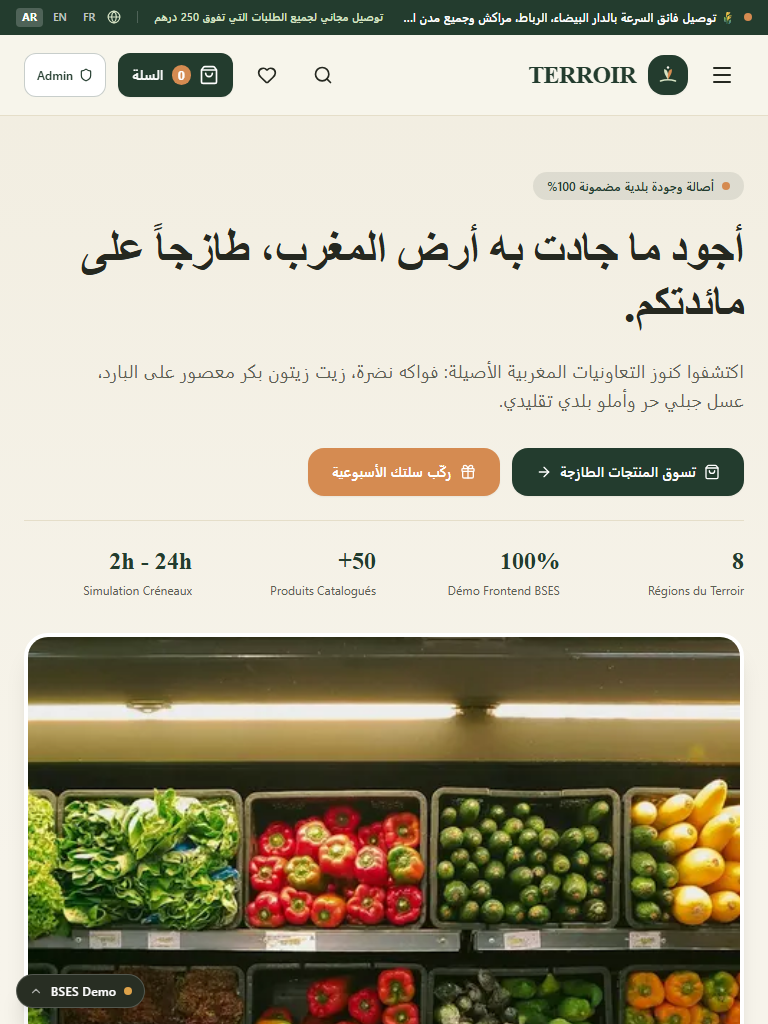 🌾 توصيل فائق السرعة بالدار البيضاء، الرباط، مراكش وجميع مدن ا...
توصيل مجاني لجميع الطلبات التي تفوق 250 درهم
FR EN AR
TERROIR
السلة 0
Admin
أصالة وجودة بلدية مضمونة 100%
أجود ما جادت به أرض المغرب، طازجاً على
مائدتكم.
اكتشفوا كنوز التعاونيات المغربية الأصيلة: فواكه نضرة، زيت زيتون بكر معصور على البارد،
عسل جبلي حر وأملو بلدي تقليدي.
تسوق المنتجات الطازجة
ركّب سلتك الأسبوعية
8
Régions du Terroir
100%
Démo Frontend BSES
+50
Produits Catalogués
2h - 24h
Simulation Créneaux
BSES Demo